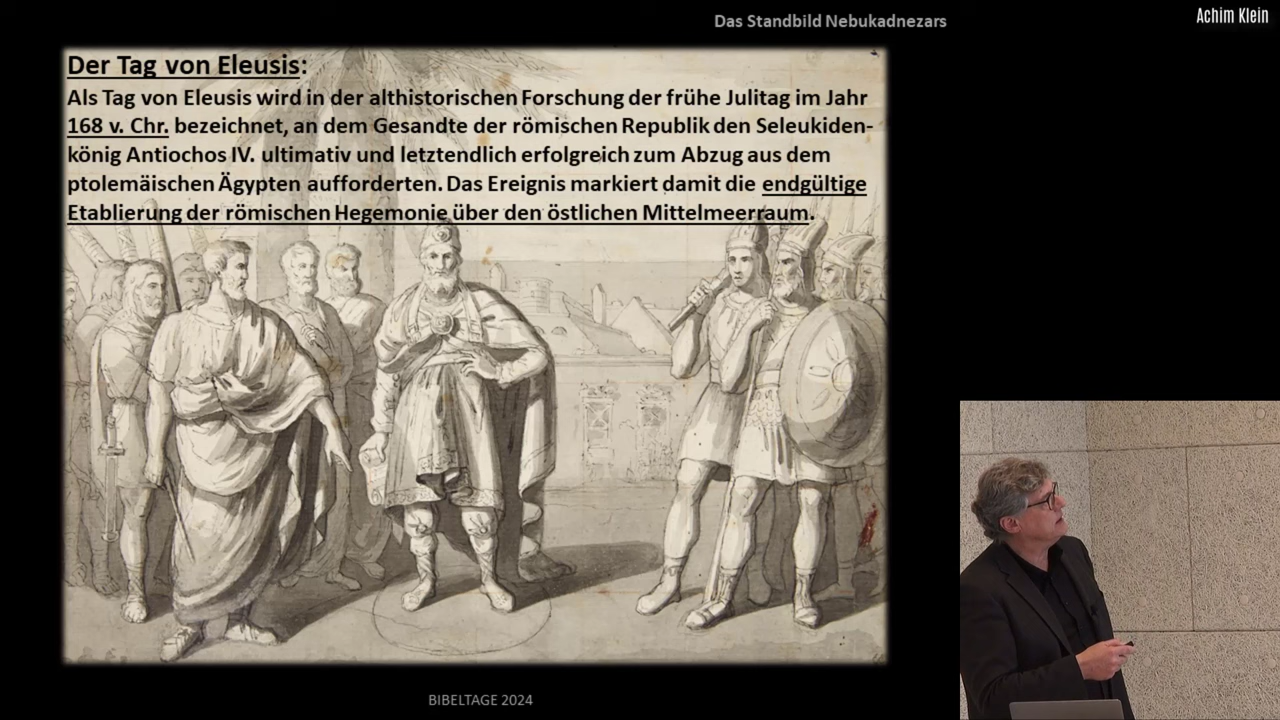 Das Standbild Nebukadnezars
Achim Klein
Der Tag von Eleusis:
Als Tag von Eleusis wird in der althistorischen Forschung der frühe Julitag im Jahr
168 v. Chr. bezeichnet, an dem Gesandte der römischen Republik den Seleukiden-
könig Antiochos IV. ultimativ und letztendlich erfolgreich zum Abzug aus dem
ptolemäischen Ägypten aufforderten. Das Ereignis markiert damit die endgültige
Etablierung der römischen Hegemonie über den östlichen Mittelmeerraum.
BIBELTAGE 2024